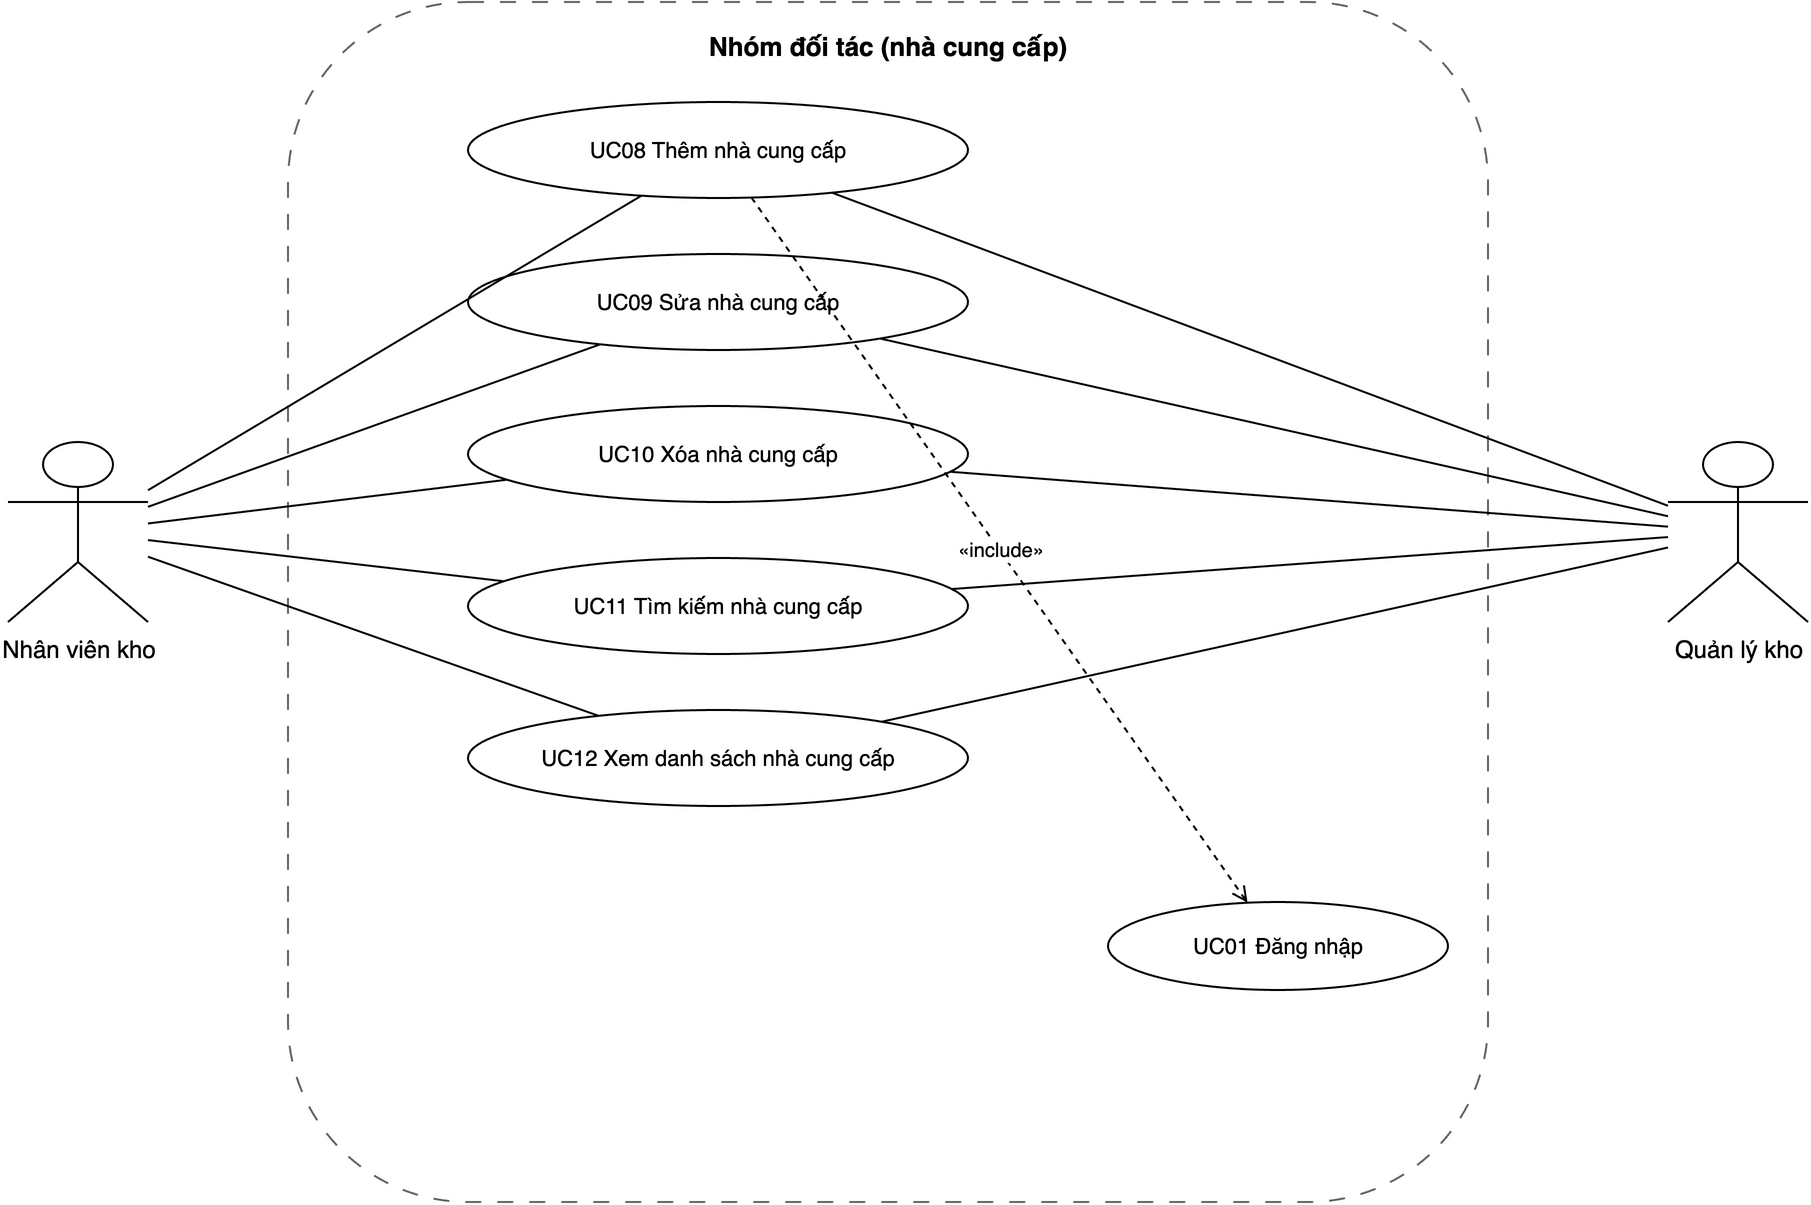 Nhóm đối tác (nhà cung cấp)
UC08 Thêm nhà cung cấp
UC09 Sửa nhà cung cấp
UC10 Xóa nhà cung cấp
«include»
UC11 Tìm kiếm nhà cung cấp
Nhân viên kho
Quản lý kho
UC12 Xem danh sách nhà cung cấp
UC01 Đăng nhập